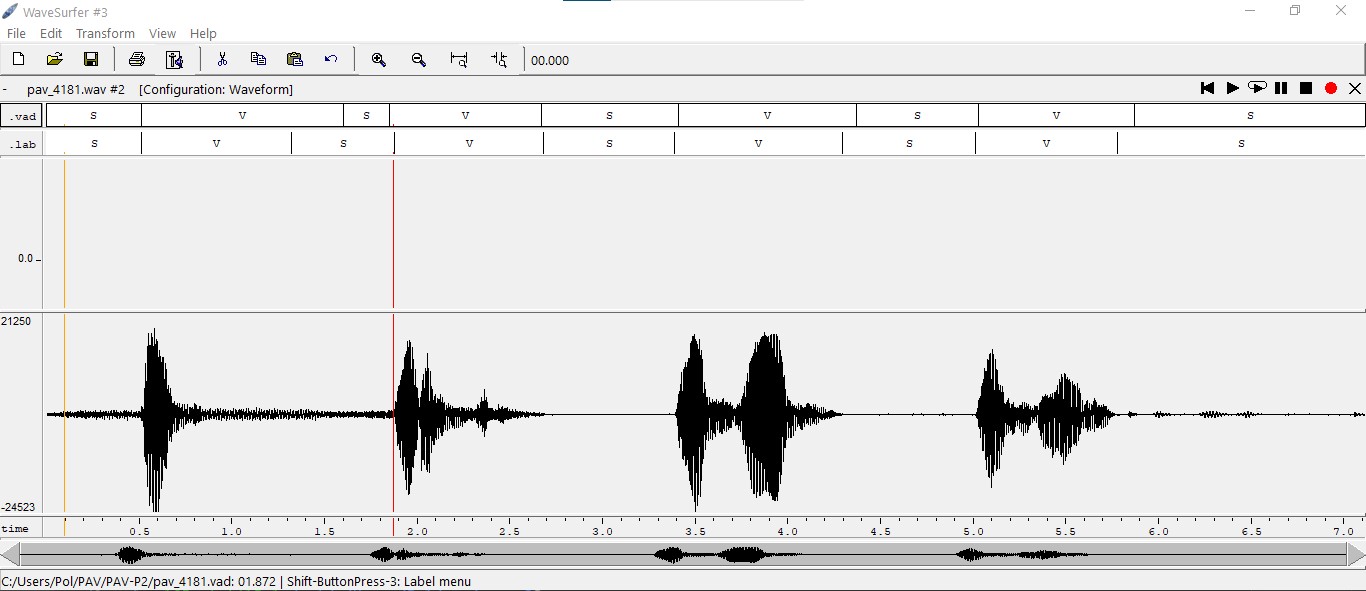 WaveSurfer #3
File Edit Transform View Help
00.000
- pav_4181.wav #2 [Configuration: Waveform]
.vad S V S V S V S V S
.lab S V S V S V S V S
0.0
21250
-24523
time 0.5 1.0 1.5 2.0 2.5 3.0 3.5 4.0 4.5 5.0 5.5 6.0 6.5 7.0
C:/Users/Pol/PAV/PAV-P2/pav_4181.vad: 01.872 | Shift-ButtonPress-3: Label menu